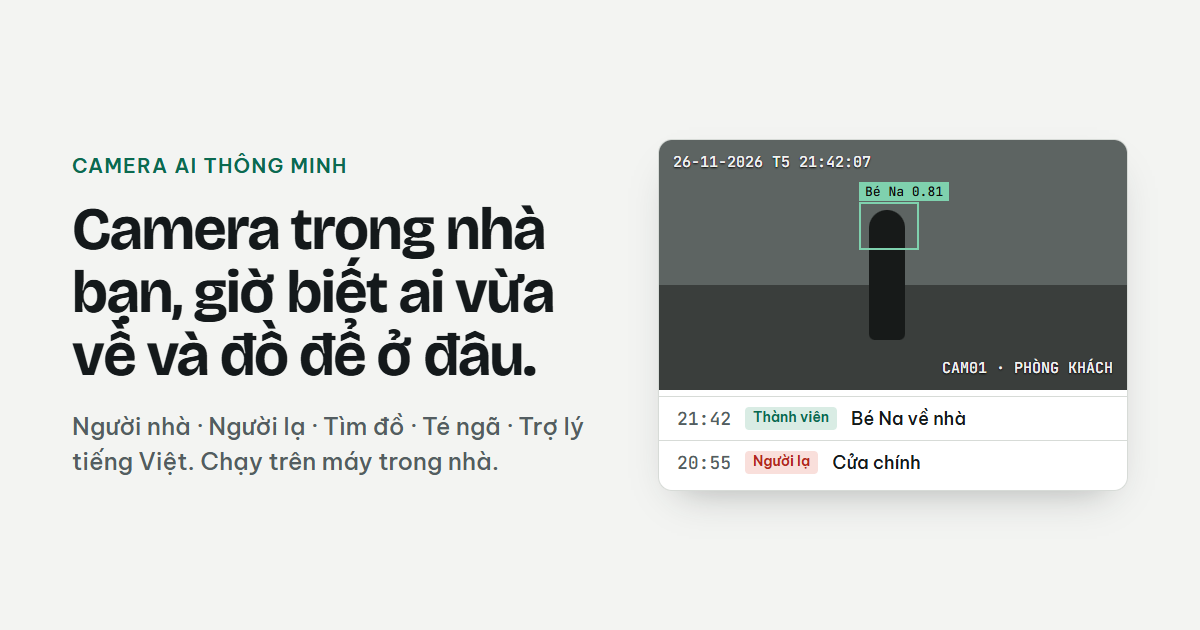 CAMERA AI THÔNG MINH
Camera trong nhà
bạn, giờ biết ai vừa
về và đồ để ở đâu.
Người nhà · Người lạ · Tìm đồ · Té ngã · Trợ lý
tiếng Việt. Chạy trên máy trong nhà.
26-11-2026 T5 21:42:07
Bé Na 0.81
CAM01 · PHÒNG KHÁCH
21:42 Thành viên Bé Na về nhà
20:55 Người lạ Cửa chính